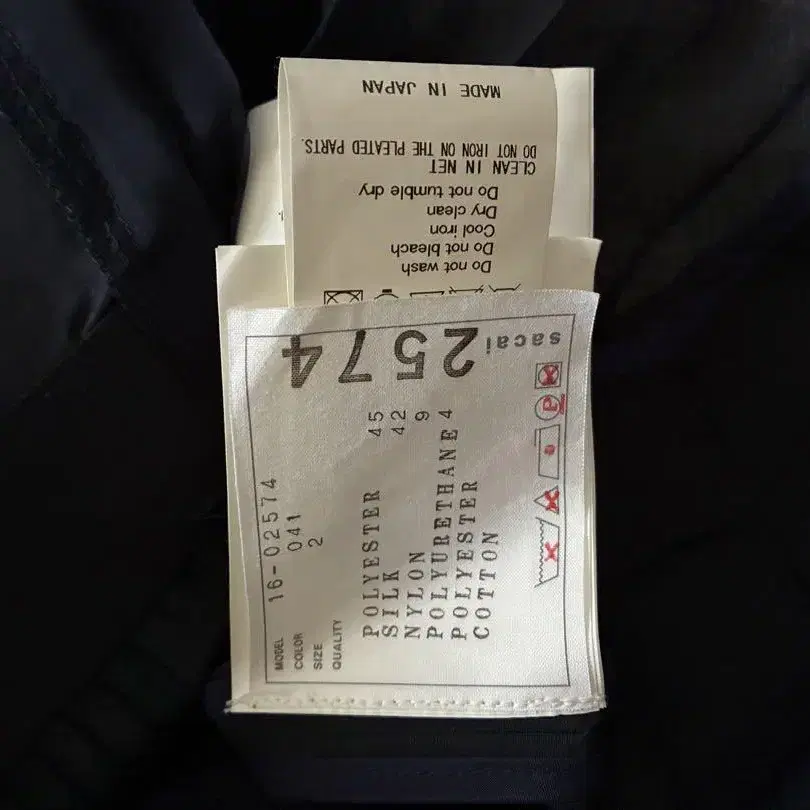 MADE IN JAPAN
DO NOT IRON ON THE PLEATED PARTS.
CLEAN IN NET
Do not tumble dry
Dry clean
Cool iron
Do not bleach
Do not wash
sacai 2574
P
MODEL 16-02574
COLOR 041
SIZE 2
QUALITY
POLYESTER 45
SILK 42
NYLON 9
POLYURETHANE 4
POLYESTER
COTTON